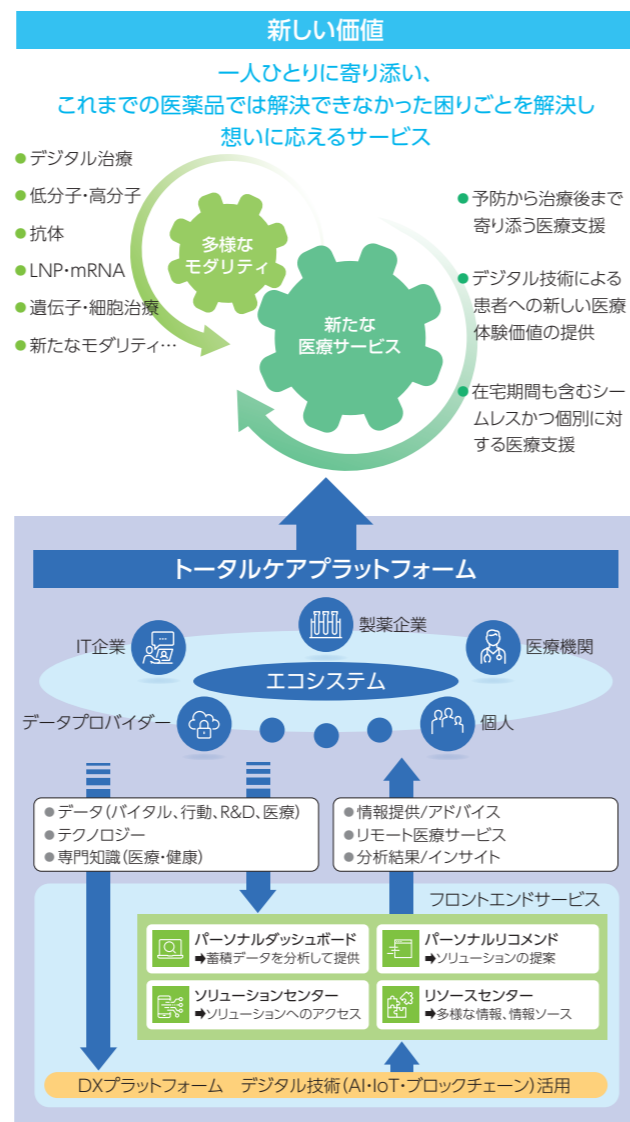 新しい価値
一人ひとりに寄り添い、
これまでの医薬品では解決できなかった困りごとを解決し
想いに応えるサービス
●デジタル治療
●低分子・高分子
●抗体
●LNP・mRNA
●遺伝子・細胞治療
●新たなモダリティ…
多様な
モダリティ
新たな
医療サービス
●予防から治療後まで
寄り添う医療支援
●デジタル技術による
患者への新しい医療
体験価値の提供
●在宅期間も含むシー
ムレスかつ個別に対
する医療支援
トータルケアプラットフォーム
IT企業
製薬企業
医療機関
エコシステム
データプロバイダー
個人
●データ(バイタル、行動、R&D、医療)
●テクノロジー
●専門知識(医療・健康)
●情報提供/アドバイス
●リモート医療サービス
●分析結果/インサイト
フロントエンドサービス
パーソナルダッシュボード
➡蓄積データを分析して提供
パーソナルリコメンド
➡ソリューションの提案
ソリューションセンター
➡ソリューションへのアクセス
リソースセンター
➡多様な情報、情報ソース
DXプラットフォーム　デジタル技術(AI・IoT・ブロックチェーン)活用